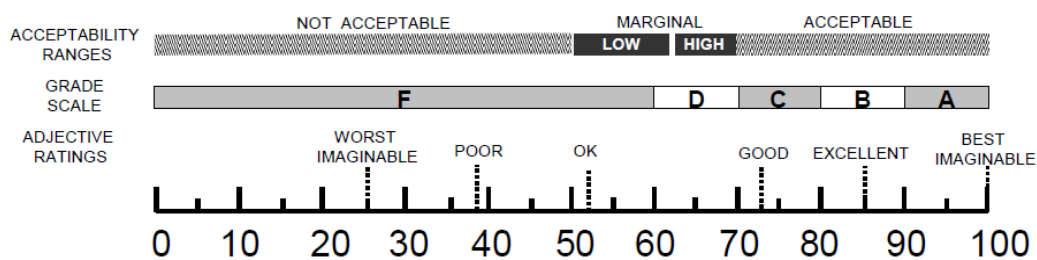 NOT ACCEPTABLE MARGINAL ACCEPTABLE
ACCEPTABILITY
RANGES
LOW HIGH
GRADE
SCALE
F D C B A
ADJECTIVE
RATINGS
WORST
IMAGINABLE
POOR
OK
GOOD
EXCELLENT
BEST
IMAGINABLE
0 10 20 30 40 50 60 70 80 90 100